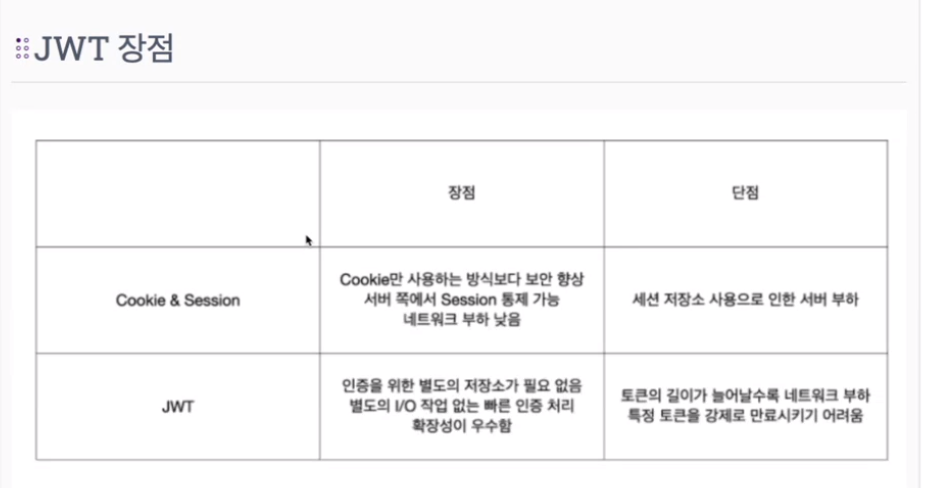 JWT 장점
장점
단점
Cookie & Session
Cookie만 사용하는 방식보다 보안 향상
서버 쪽에서 Session 통제 가능
네트워크 부하 낮음
세션 저장소 사용으로 인한 서버 부하
JWT
인증을 위한 별도의 저장소가 필요 없음
별도의 I/O 작업 없는 빠른 인증 처리
확장성이 우수함
토큰의 길이가 늘어날수록 네트워크 부하
특정 토큰을 강제로 만료시키기 어려움